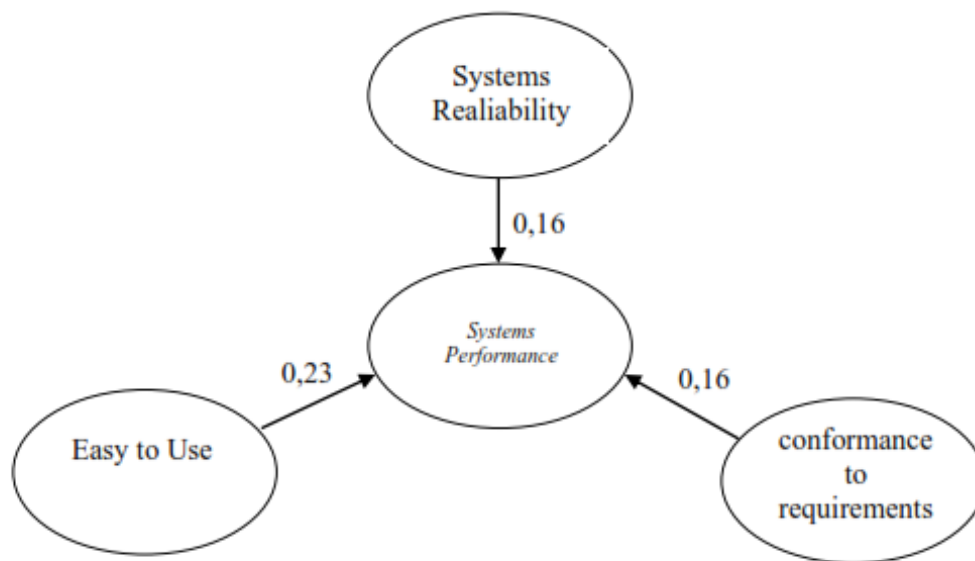 Systems
Realiability
0,16
Systems
Performance
0,23
0,16
Easy to Use
conformance
to
requirements